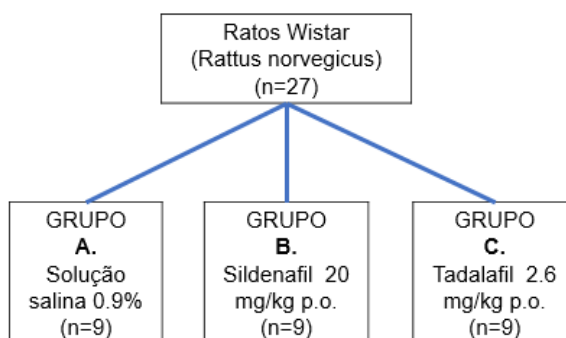 Ratos Wistar
(Rattus norvegicus)
(n=27)
GRUPO
A.
Solução
salina 0.9%
(n=9)
GRUPO
B.
Sildenafil 20
mg/kg p.o.
(n=9)
GRUPO
C.
Tadalafil 2.6
mg/kg p.o.
(n=9)